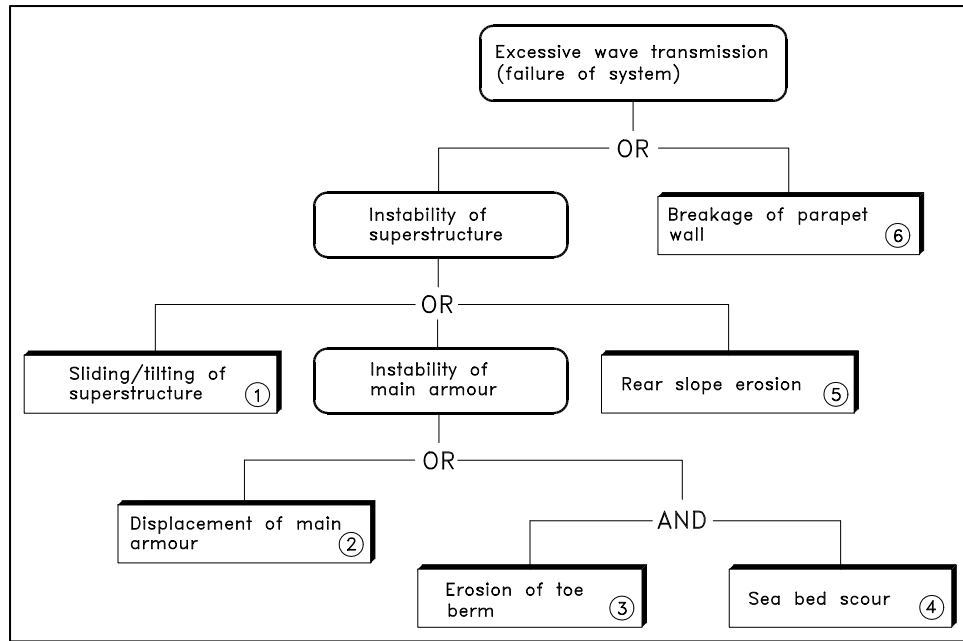 Excessive wave transmission
(failure of system)
OR
Instability of
superstructure
Breakage of parapet
wall
6
OR
Sliding/tilting of
superstructure
1
Instability of
main armour
Rear slope erosion
5
OR
Displacement of main
armour
2
AND
Erosion of toe
berm
3
Sea bed scour
4